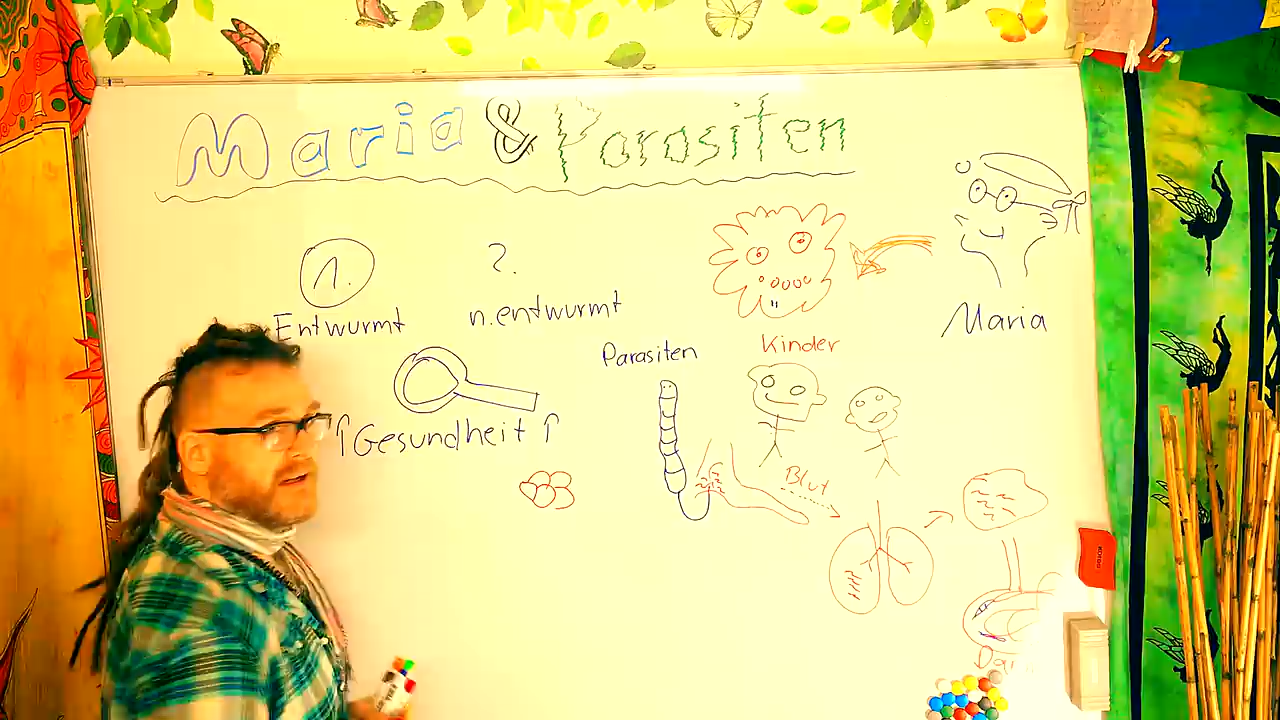 Maria & Parasiten
1.
2.
Entwurmt
n.entwurmt
Maria
Parasiten
Kinder
↑Gesundheit↑
Blut